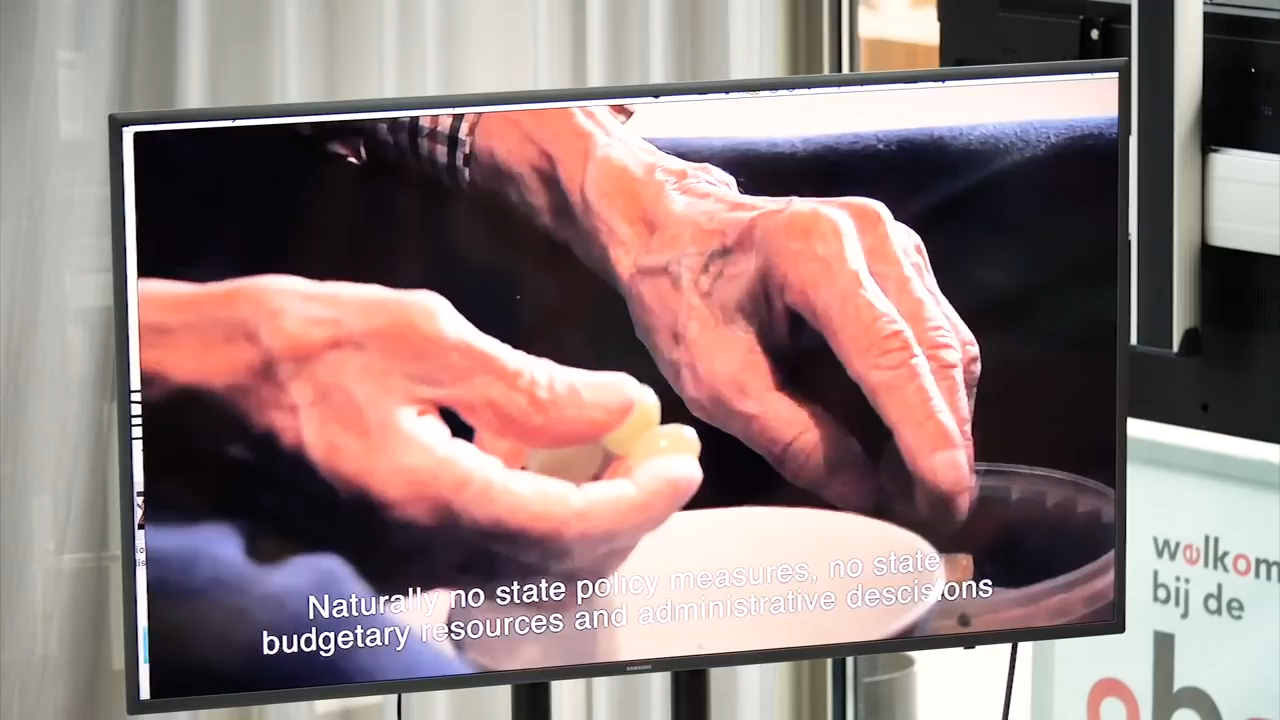 Naturally no state policy measures, no state
budgetary resources and administrative descisions
SAMSUNG
welkom
bij de